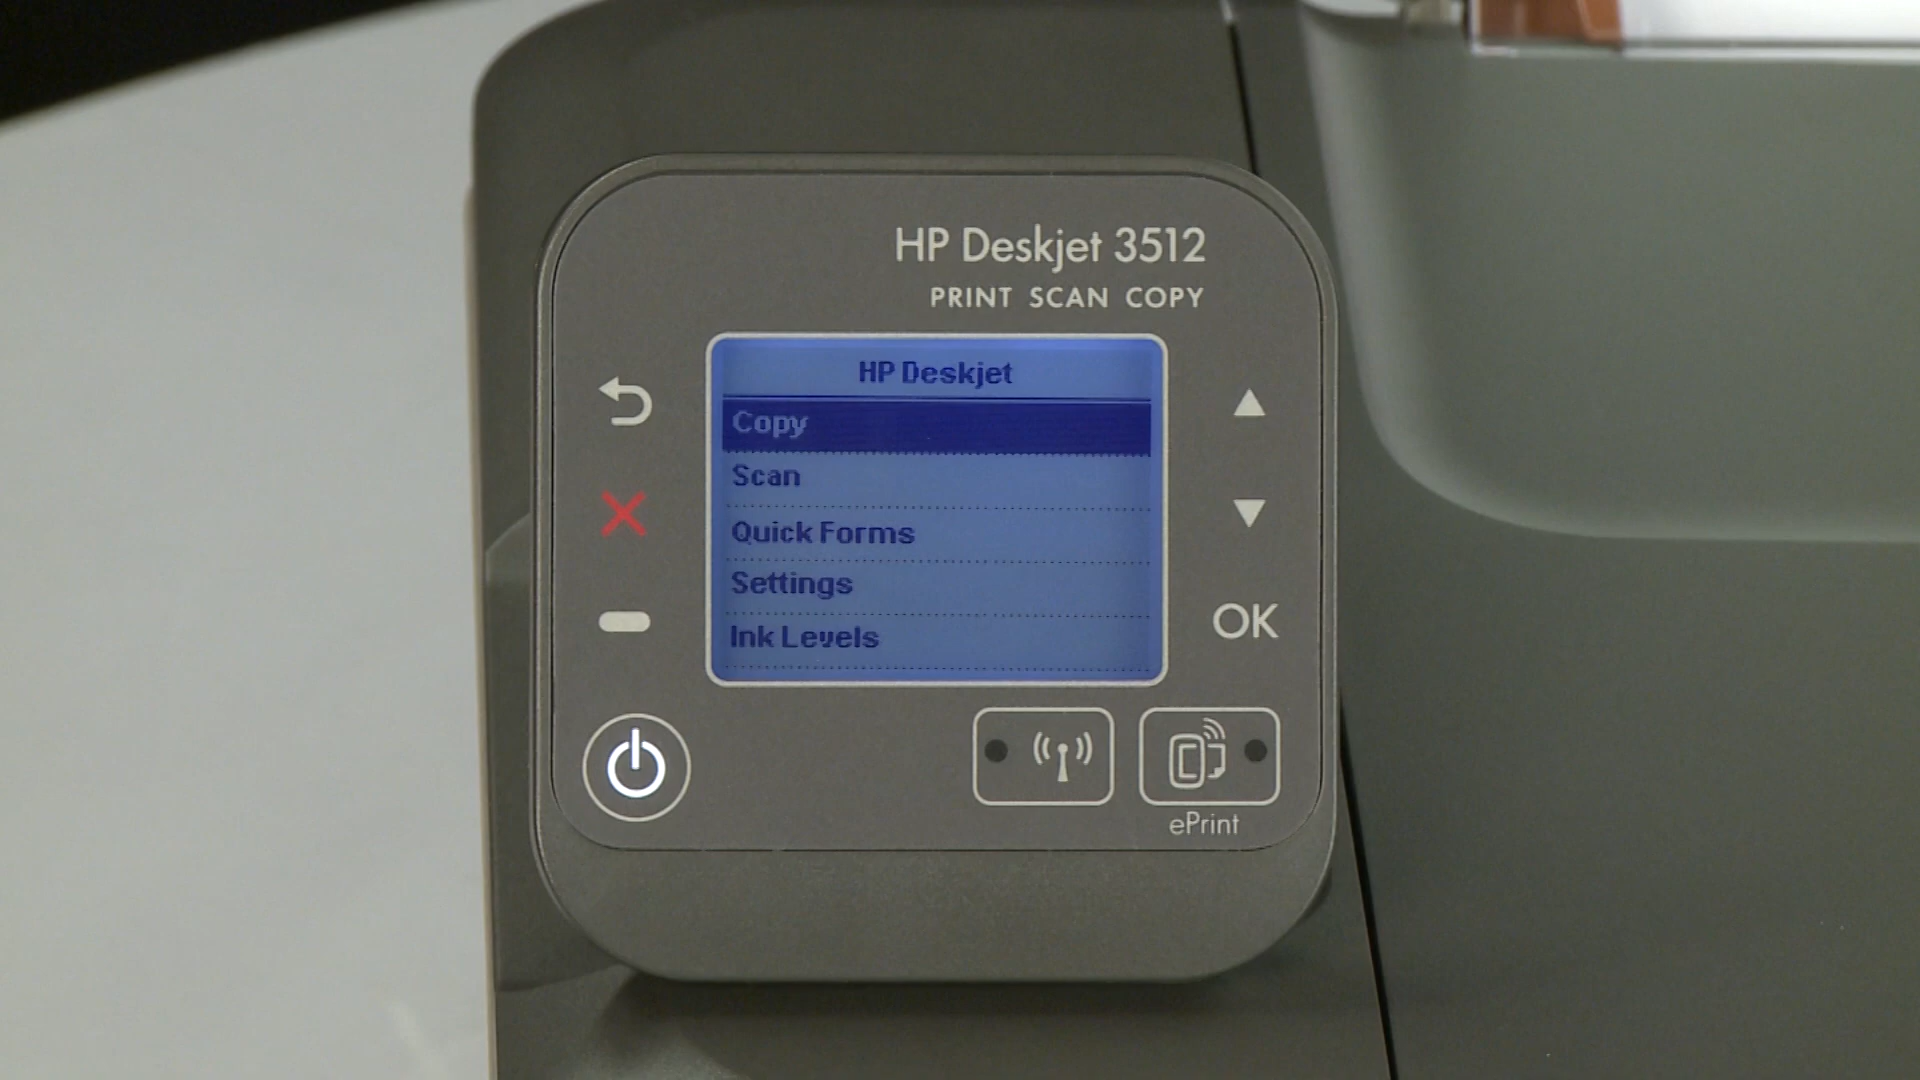 HP Deskjet 3512
PRINT SCAN COPY
HP Deskjet
Copy
Scan
Quick Forms
Settings
Ink Levels
OK
ePrint